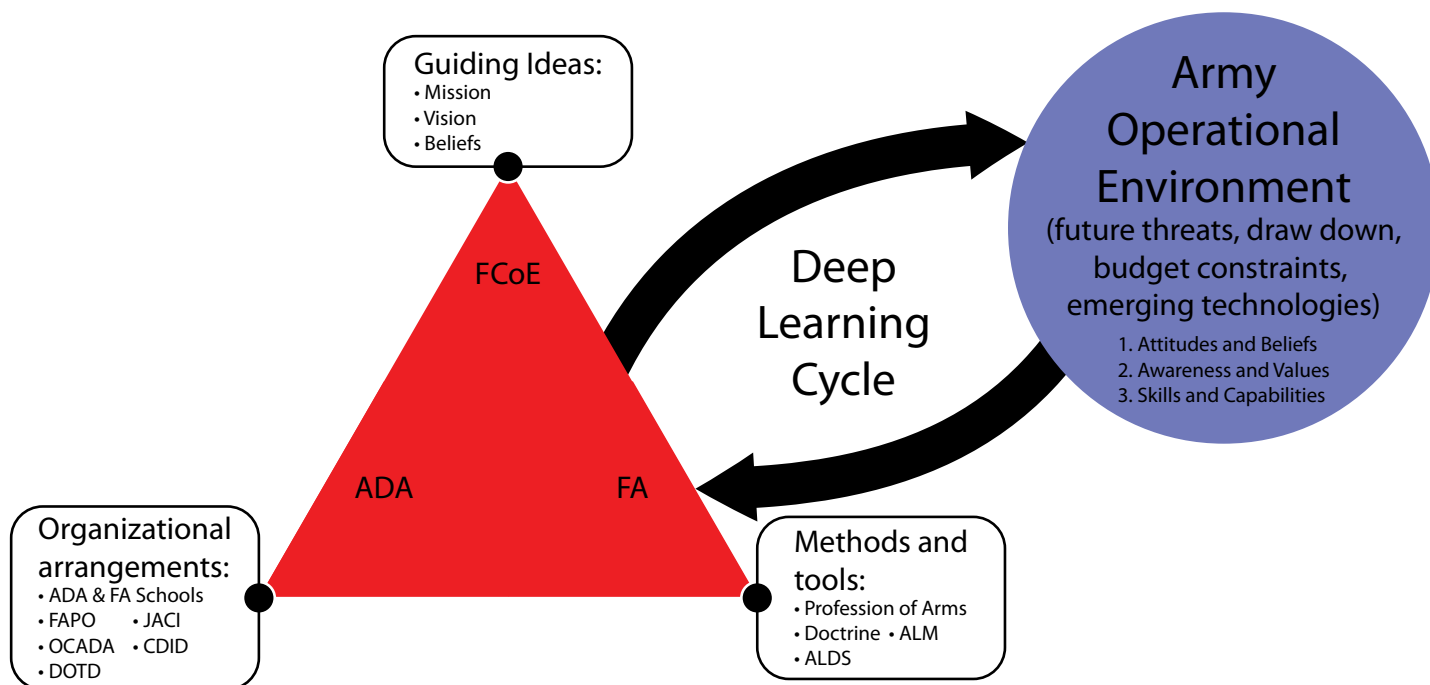 Guiding Ideas:
• Mission
• Vision
• Beliefs
Army
Operational
Environment
(future threats, draw down,
budget constraints,
emerging technologies)
1. Attitudes and Beliefs
2. Awareness and Values
3. Skills and Capabilities
Deep
Learning
Cycle
FCoE
ADA
FA
Organizational
arrangements:
• ADA & FA Schools
• FAPO • JACI
• OCADA • CDID
• DOTD
Methods and
tools:
• Profession of Arms
• Doctrine • ALM
• ALDS